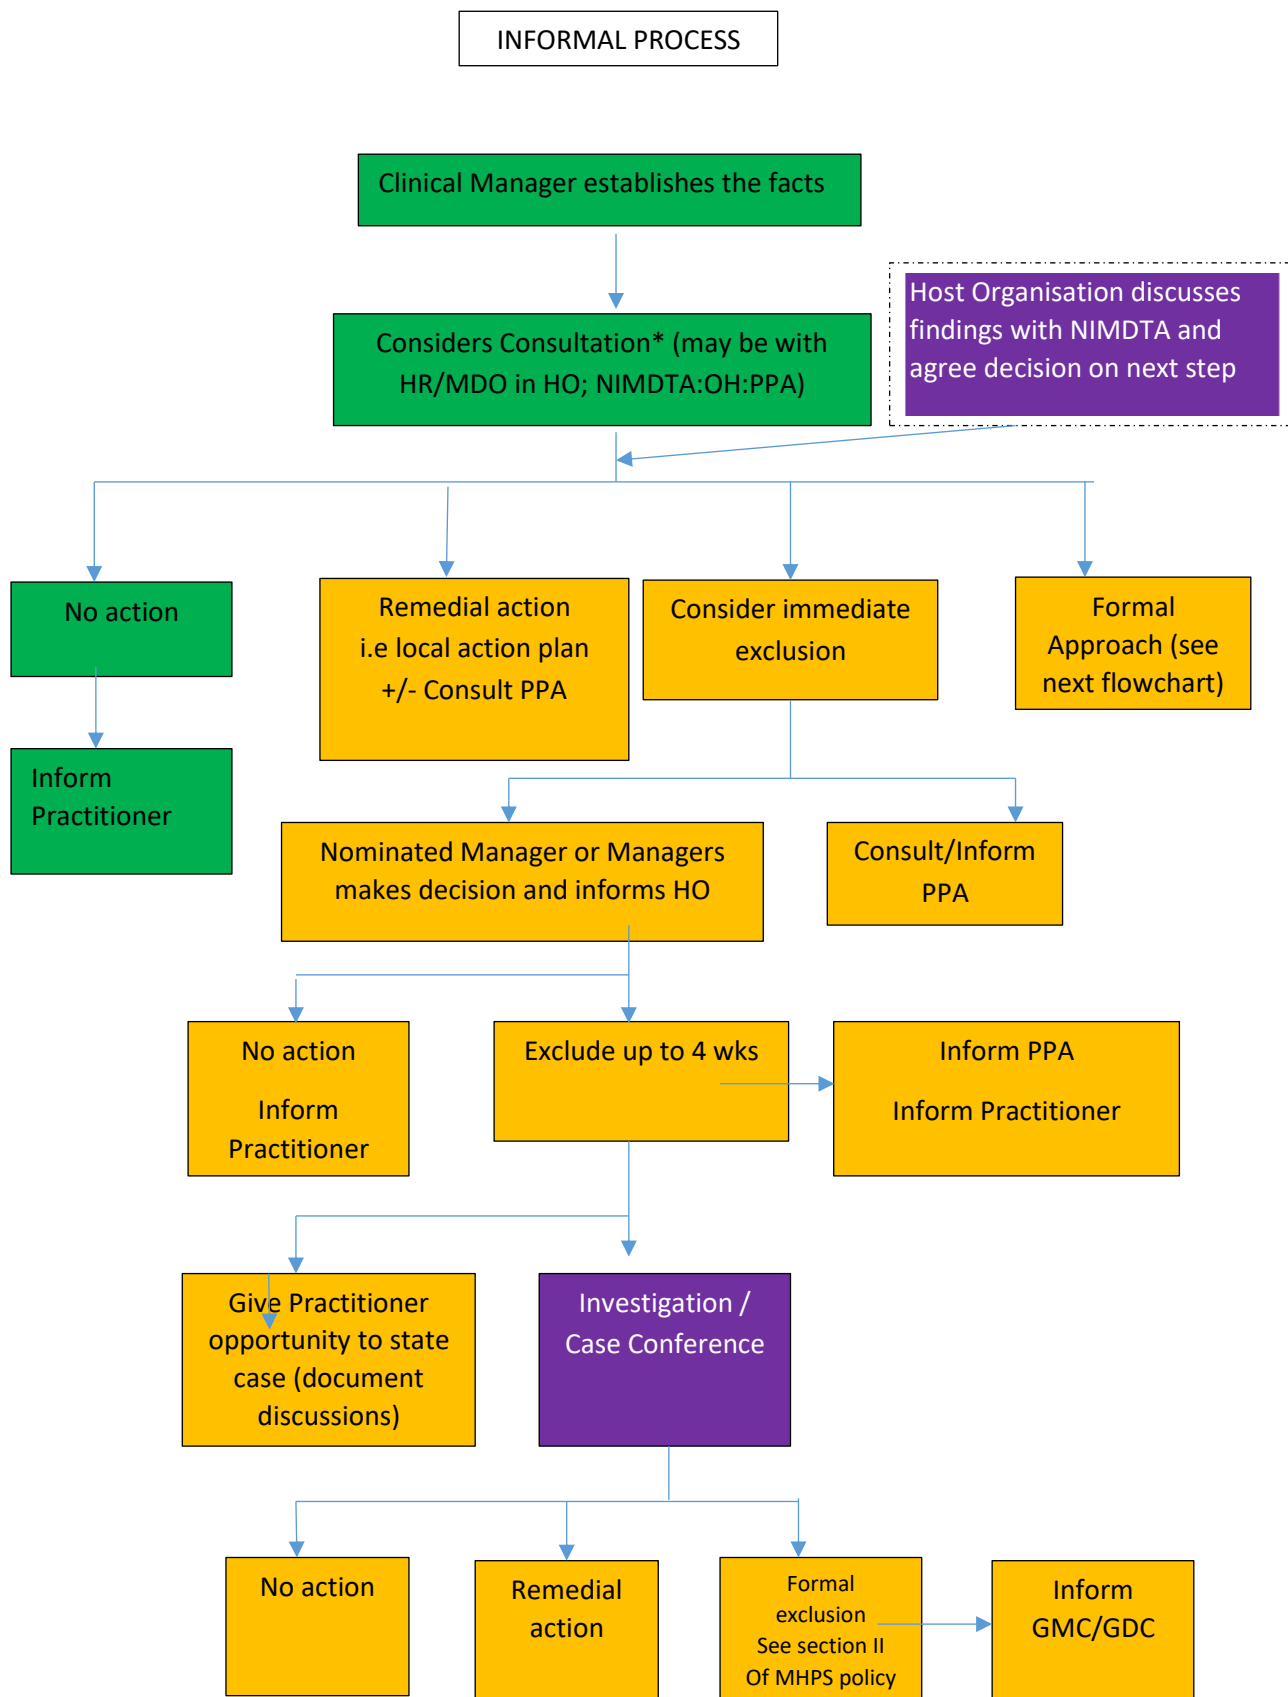 INFORMAL PROCESS
Clinical Manager establishes the facts
Host Organisation discusses
findings with NIMDTA and
agree decision on next step
Considers Consultation* (may be with
HR/MDO in HO; NIMDTA:OH:PPA)
No action
Remedial action
i.e local action plan
+/- Consult PPA
Consider immediate
exclusion
Formal
Approach (see
next flowchart)
Inform
Practitioner
Nominated Manager or Managers
makes decision and informs HO
Consult/Inform
PPA
No action
Inform
Practitioner
Exclude up to 4 wks
Inform PPA
Inform Practitioner
Give Practitioner
opportunity to state
case (document
discussions)
Investigation /
Case Conference
No action
Remedial
action
Formal
exclusion
See section II
Of MHPS policy
Inform
GMC/GDC